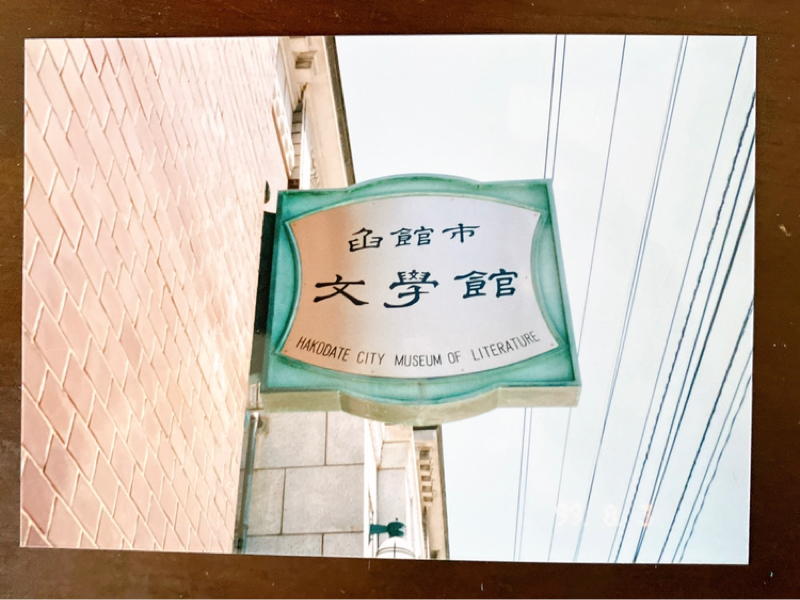 函館市
文學館
HAKODATE CITY MUSEUM OF LITERATURE